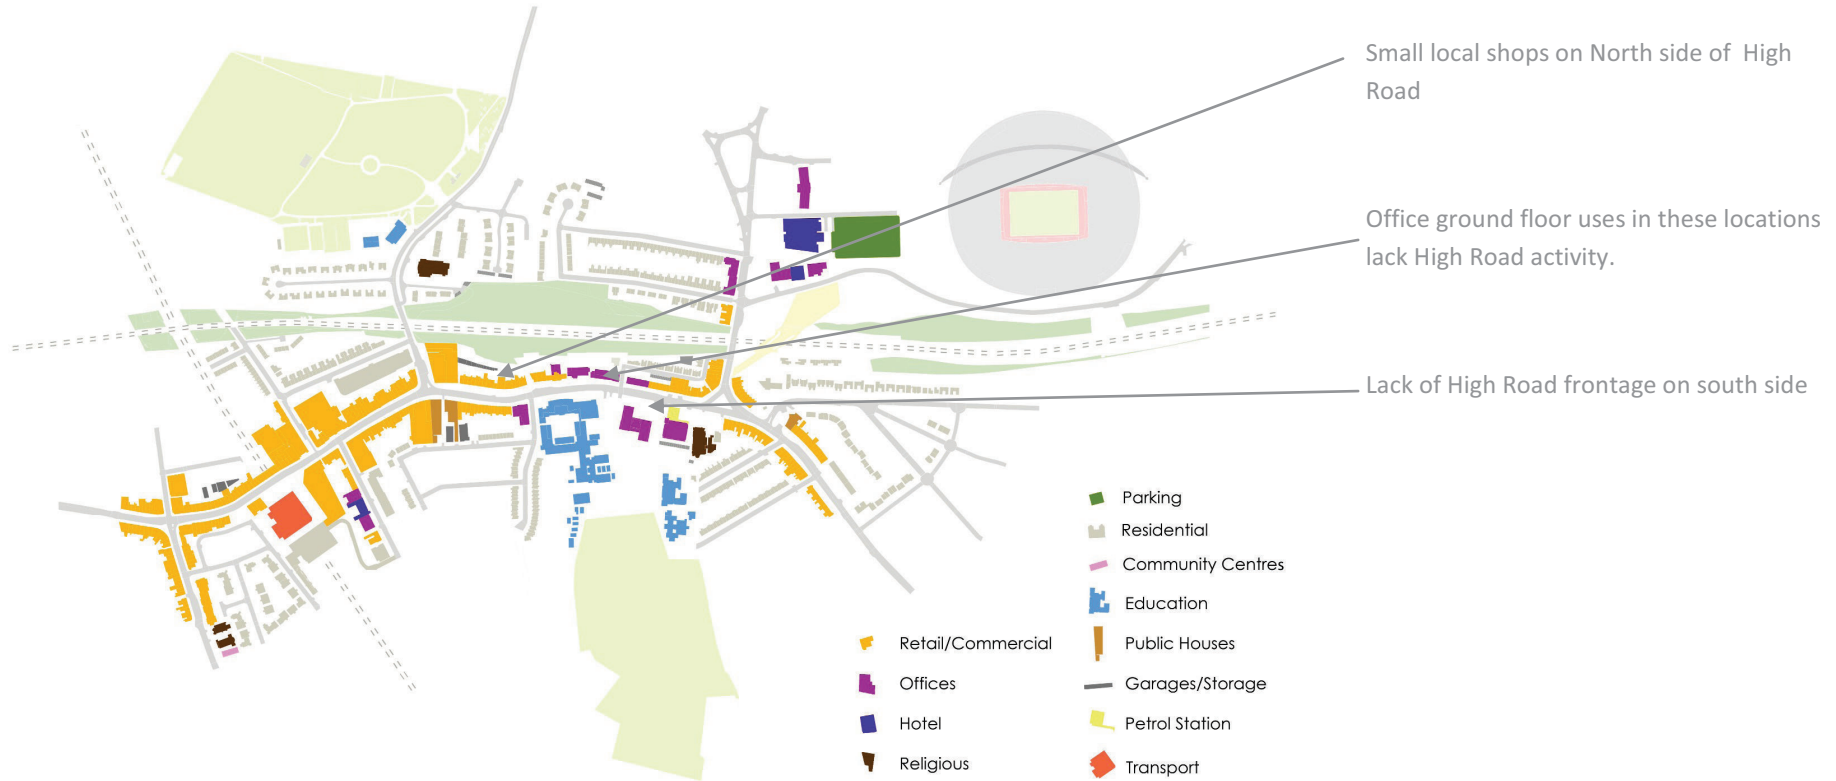 Small local shops on North side of High
Road
Office ground floor uses in these locations
lack High Road activity.
Lack of High Road frontage on south side
Parking
Residential
Community Centres
Education
Retail/Commercial
Public Houses
Offices
Garages/Storage
Hotel
Petrol Station
Religious
Transport